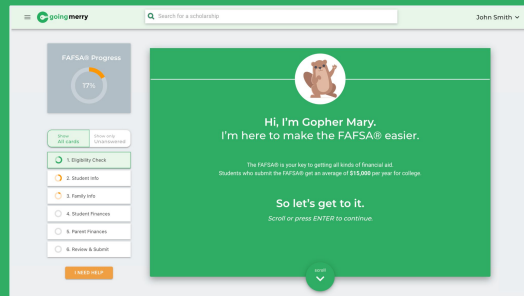 going merry
Search for a scholarship
John Smith
FAFSA® Progress
17%
Show
All cards
Show only
Unanswered
1. Eligibility Check
2. Student Info
3. Family Info
4. Student Finances
5. Parent Finances
6. Review & Submit
I NEED HELP
Hi, I'm Gopher Mary.
I'm here to make the FAFSA® easier.
The FAFSA® is your key to getting all kinds of financial aid.
Students who submit the FAFSA® get an average of $15,000 per year for college.
So let's get to it.
Scroll or press ENTER to continue.
scroll